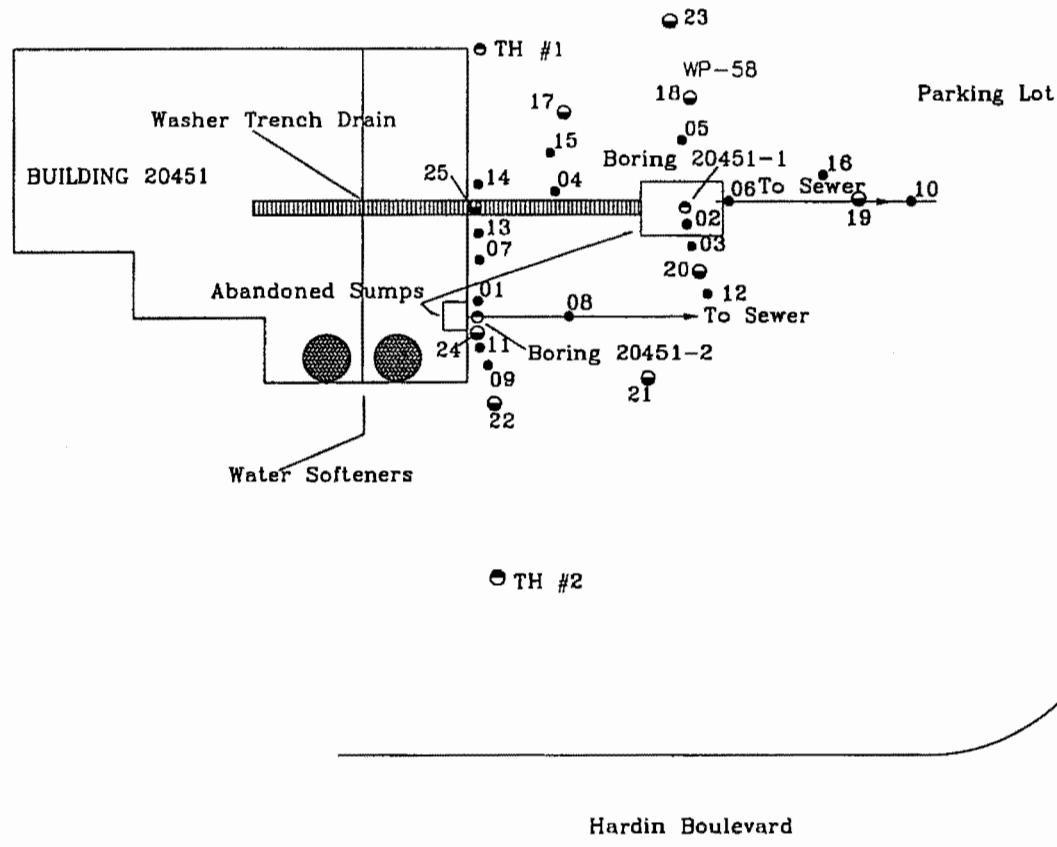 23
TH #1
WP-58
17
18
Parking Lot
Washer Trench Drain
15
05
Boring 20451-1
16
BUILDING 20451
25
14
04
06
To Sewer
10
02
19
13
07
03
20
Abandoned Sumps
01
08
12
To Sewer
24
11
Boring 20451-2
09
21
22
Water Softeners
TH #2
Hardin Boulevard